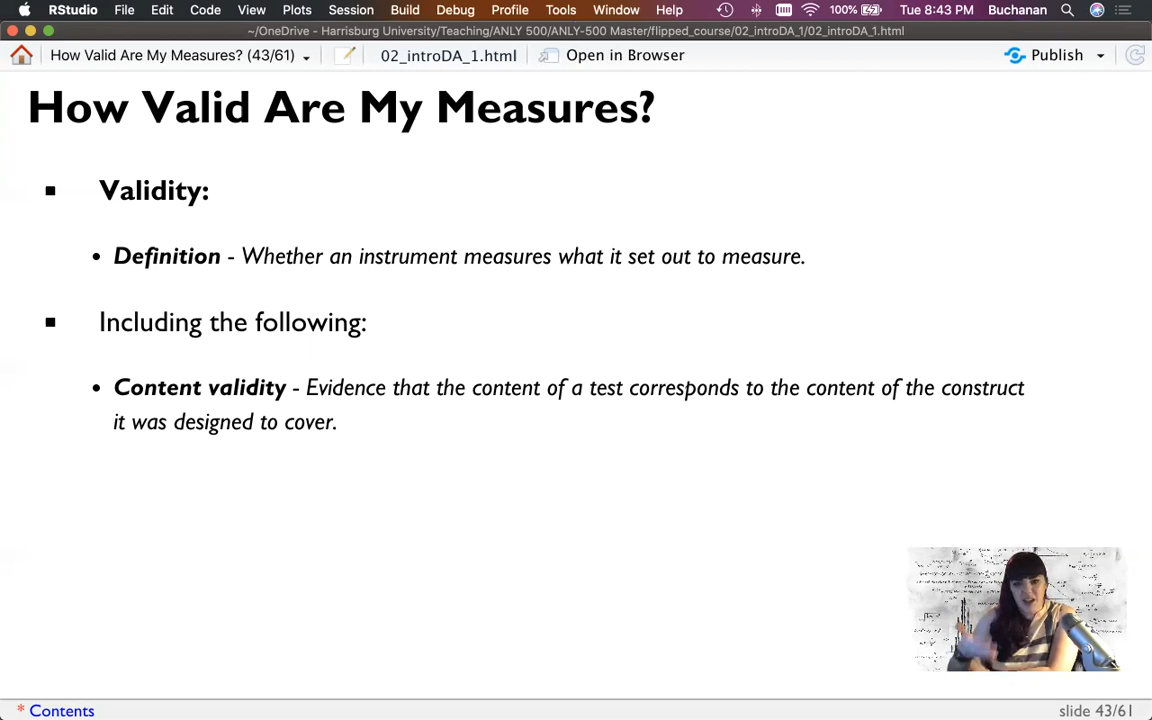 RStudio File Edit Code View Plots Session Build Debug Profile Tools Window Help 100% Tue 8:43 PM Buchanan
~/OneDrive - Harrisburg University/Teaching/ANLY 500/ANLY-500 Master/flipped_course/02_introDA_1/02_introDA_1.html
How Valid Are My Measures? (43/61) 02_introDA_1.html Open in Browser Publish
How Valid Are My Measures?
Validity:
Definition - Whether an instrument measures what it set out to measure.
Including the following:
Content validity - Evidence that the content of a test corresponds to the content of the construct
it was designed to cover.
* Contents slide 43/61